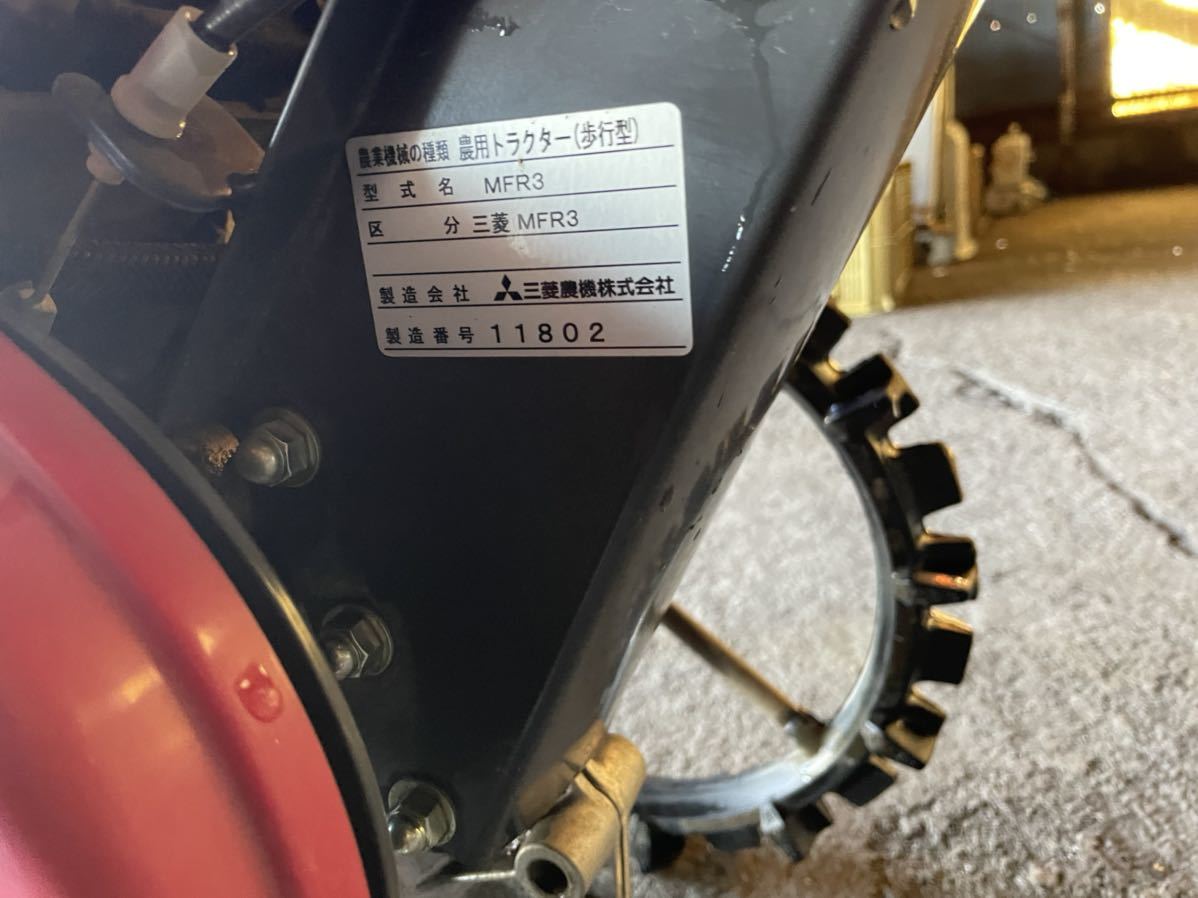 農業機械の種類 農用トラクター(歩行型)
型式名 MFR3
区分 三菱 MFR3
製造会社 三菱農機株式会社
製造番号 11802